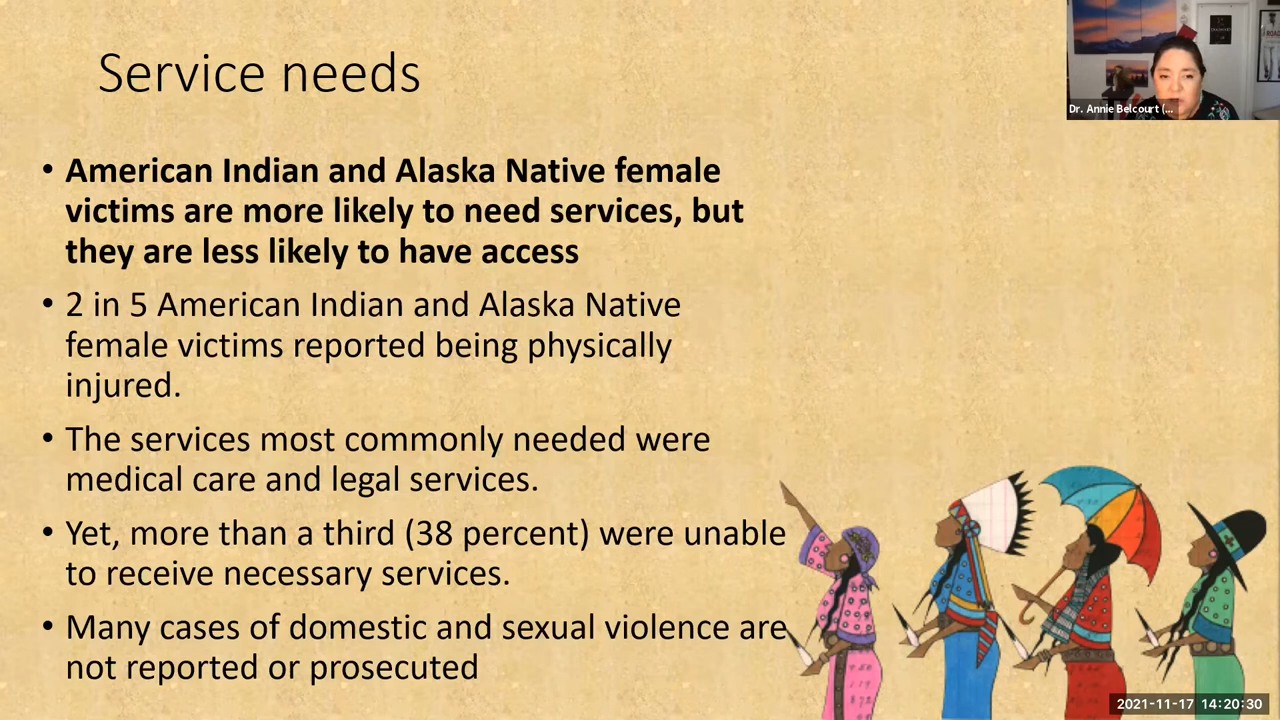 Service needs
Dr. Annie Belcourt (...
• American Indian and Alaska Native female
victims are more likely to need services, but
they are less likely to have access
• 2 in 5 American Indian and Alaska Native
female victims reported being physically
injured.
• The services most commonly needed were
medical care and legal services.
• Yet, more than a third (38 percent) were unable
to receive necessary services.
• Many cases of domestic and sexual violence are
not reported or prosecuted
2021-11-17 14:20:30